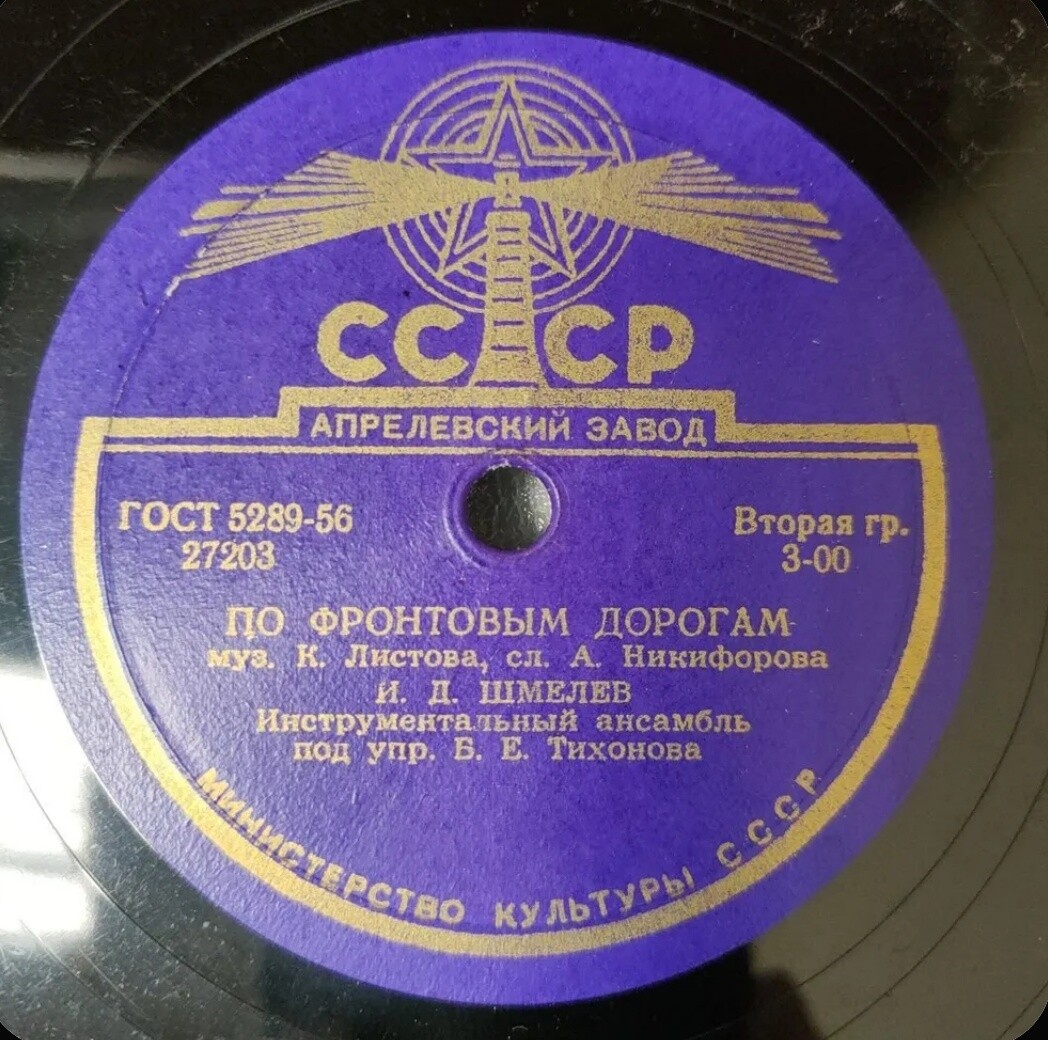 СССР
АПРЕЛЕВСКИЙ ЗАВОД
ГОСТ 5289-56
27203
Вторая гр.
3-00
ПО ФРОНТОВЫМ ДОРОГАМ
муз. К. Листова, сл. А. Никифорова
И. Д. ШМЕЛЕВ
Инструментальный ансамбль
под упр. Б. Е. Тихонова
МИНИСТЕРСТВО КУЛЬТУРЫ СССР